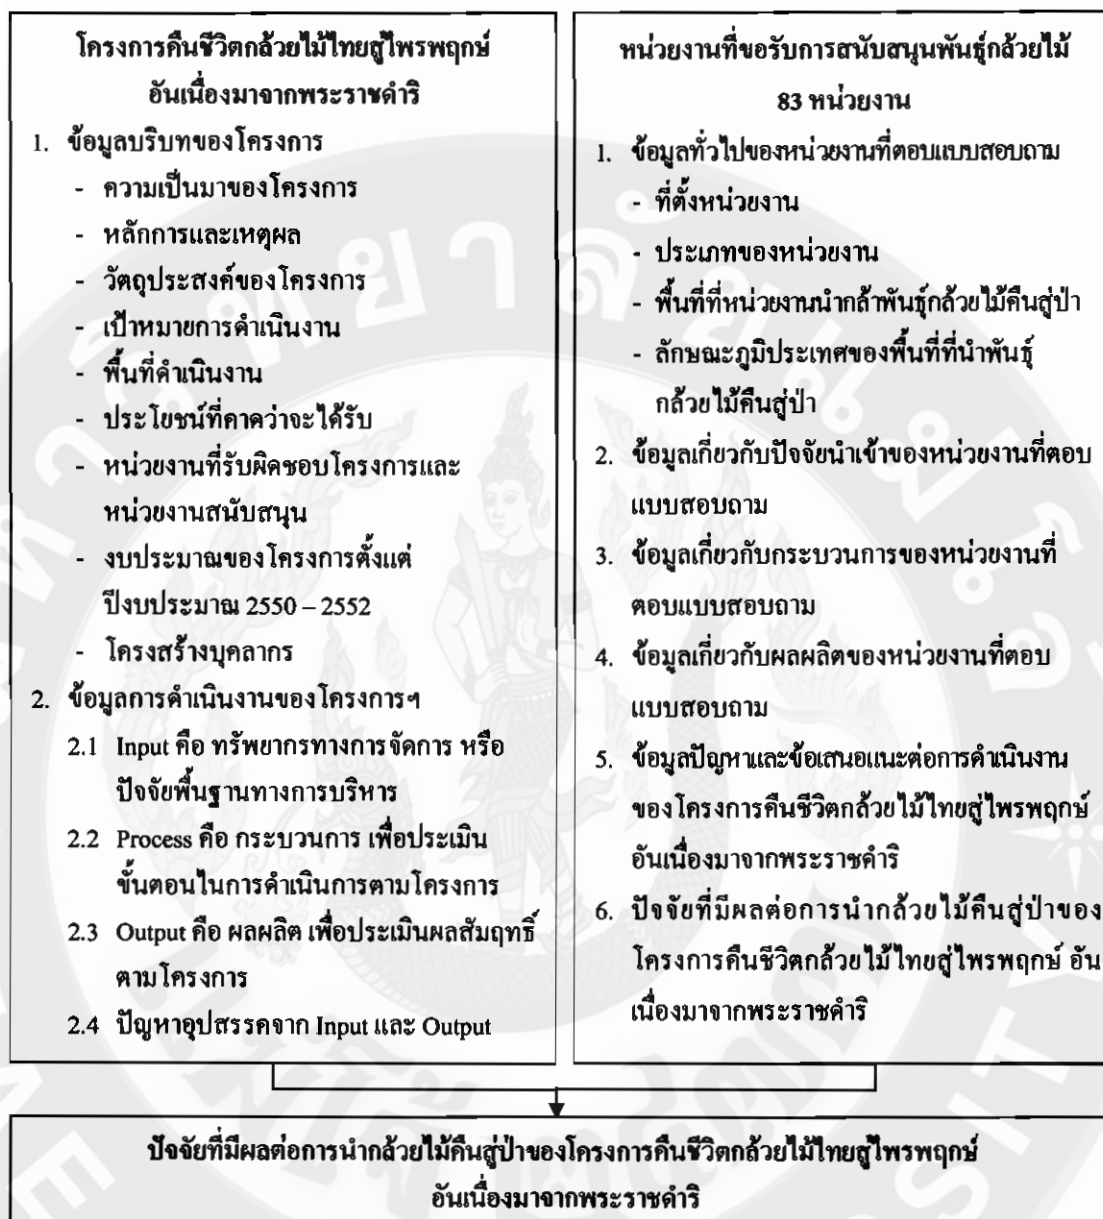 โครงการคืนชีวิตกล้วยไม้ไทยสู่ไพรพฤกษ์
อันเนื่องมาจากพระราชดำริ
1. ข้อมูลบริบทของโครงการ
- ความเป็นมาของโครงการ
- หลักการและเหตุผล
- วัตถุประสงค์ของโครงการ
- เป้าหมายการดำเนินงาน
- พื้นที่ดำเนินงาน
- ประโยชน์ที่คาดว่าจะได้รับ
- หน่วยงานที่รับผิดชอบโครงการและ
หน่วยงานสนับสนุน
- งบประมาณของโครงการตั้งแต่
ปีงบประมาณ 2550 – 2552
- โครงสร้างบุคลากร
2. ข้อมูลการดำเนินงานของโครงการฯ
2.1 Input คือ ทรัพยากรทางการจัดการ หรือ
ปัจจัยพื้นฐานทางการบริหาร
2.2 Process คือ กระบวนการ เพื่อประเมิน
ขั้นตอนในการดำเนินการตามโครงการ
2.3 Output คือ ผลผลิต เพื่อประเมินผลสัมฤทธิ์
ตามโครงการ
2.4 ปัญหาอุปสรรคจาก Input และ Output
หน่วยงานที่ขอรับการสนับสนุนพันธุ์กล้วยไม้
83 หน่วยงาน
1. ข้อมูลทั่วไปของหน่วยงานที่ตอบแบบสอบถาม
- ที่ตั้งหน่วยงาน
- ประเภทของหน่วยงาน
- พื้นที่ที่หน่วยงานนำกล้าพันธุ์กล้วยไม้คืนสู่ป่า
- ลักษณะภูมิประเทศของพื้นที่ที่นำพันธุ์
กล้วยไม้คืนสู่ป่า
2. ข้อมูลเกี่ยวกับปัจจัยนำเข้าของหน่วยงานที่ตอบ
แบบสอบถาม
3. ข้อมูลเกี่ยวกับกระบวนการของหน่วยงานที่
ตอบแบบสอบถาม
4. ข้อมูลเกี่ยวกับผลผลิตของหน่วยงานที่ตอบ
แบบสอบถาม
5. ข้อมูลปัญหาและข้อเสนอแนะต่อการดำเนินงาน
ของโครงการคืนชีวิตกล้วยไม้ไทยสู่ไพรพฤกษ์
อันเนื่องมาจากพระราชดำริ
6. ปัจจัยที่มีผลต่อการนำกล้วยไม้คืนสู่ป่าของ
โครงการคืนชีวิตกล้วยไม้ไทยสู่ไพรพฤกษ์ อัน
เนื่องมาจากพระราชดำริ
ปัจจัยที่มีผลต่อการนำกล้วยไม้คืนสู่ป่าของโครงการคืนชีวิตกล้วยไม้ไทยสู่ไพรพฤกษ์
อันเนื่องมาจากพระราชดำริ